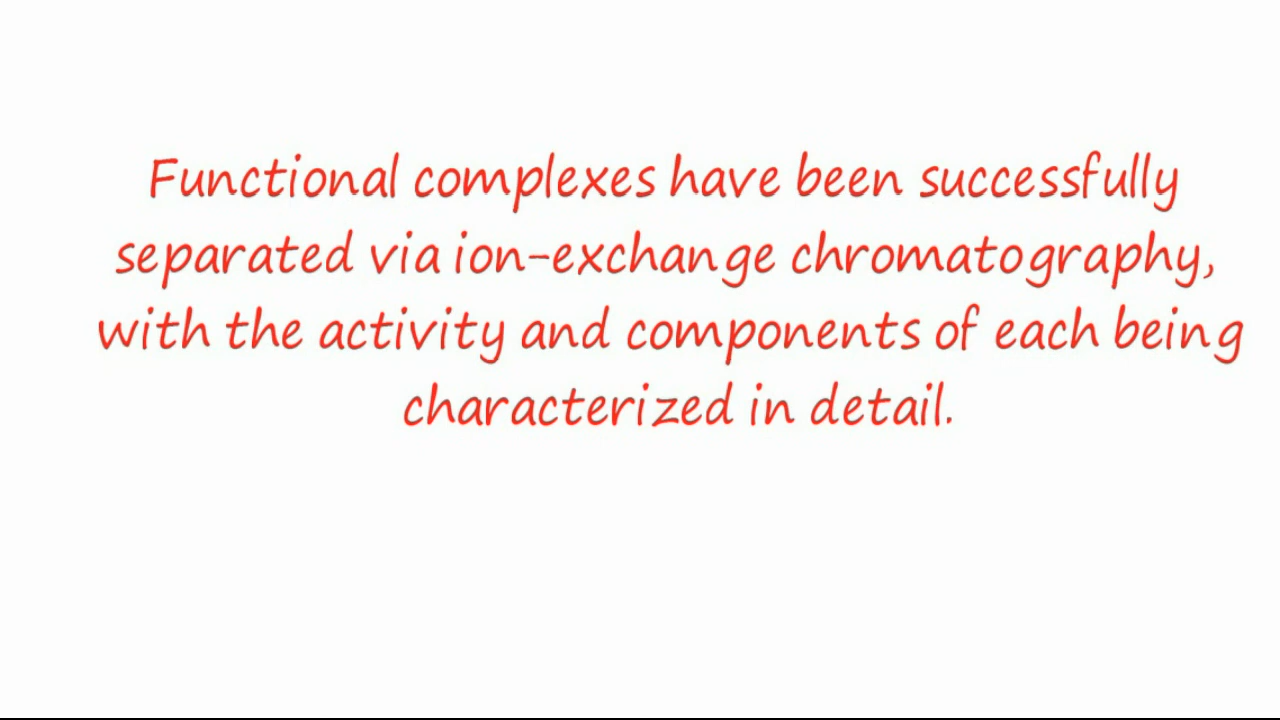 Functional complexes have been successfully
separated via ion-exchange chromatography,
with the activity and components of each being
characterized in detail.